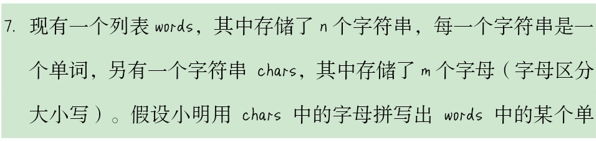 7. 现有一个列表 words，其中存储了 n 个字符串，每一个字符串是一
个单词，另有一个字符串 chars，其中存储了 m 个字母（字母区分
大小写）。假设小明用 chars 中的字母拼写出 words 中的某个单